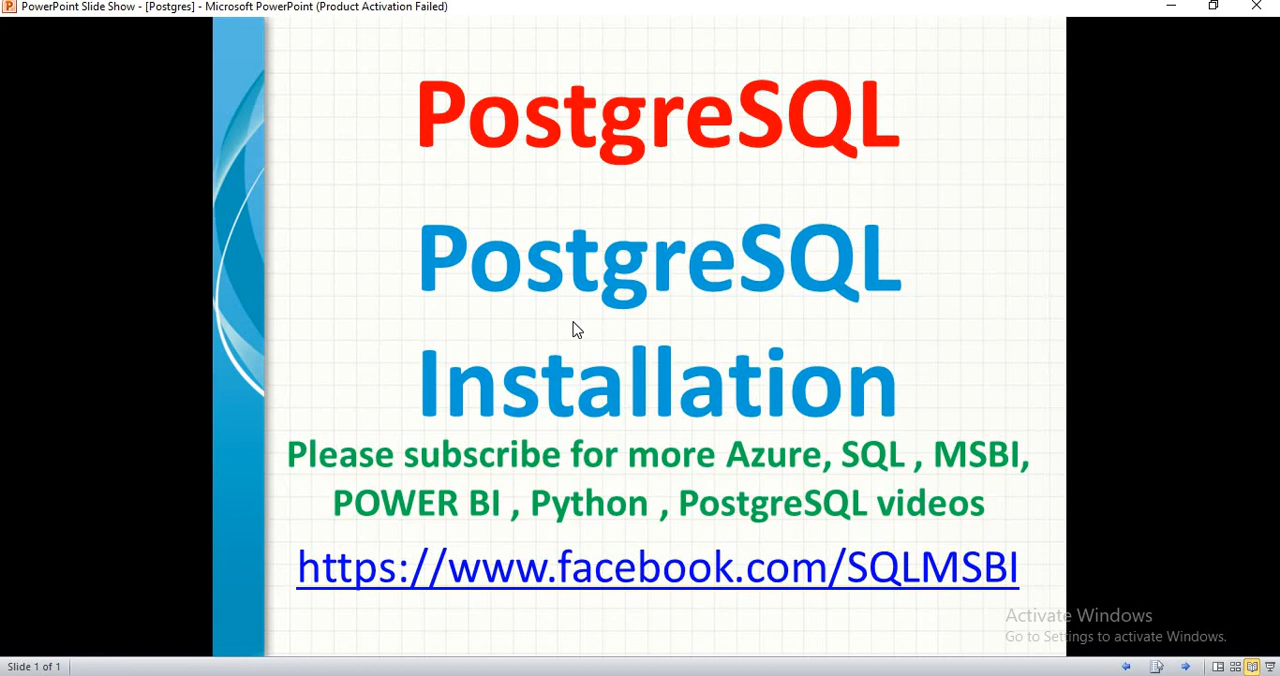 PowerPoint Slide Show - [Postgres] - Microsoft PowerPoint (Product Activation Failed)
PostgreSQL
PostgreSQL
Installation
Please subscribe for more Azure, SQL , MSBI,
POWER BI , Python , PostgreSQL videos
https://www.facebook.com/SQLMSBI
Activate Windows
Go to Settings to activate Windows.
Slide 1 of 1